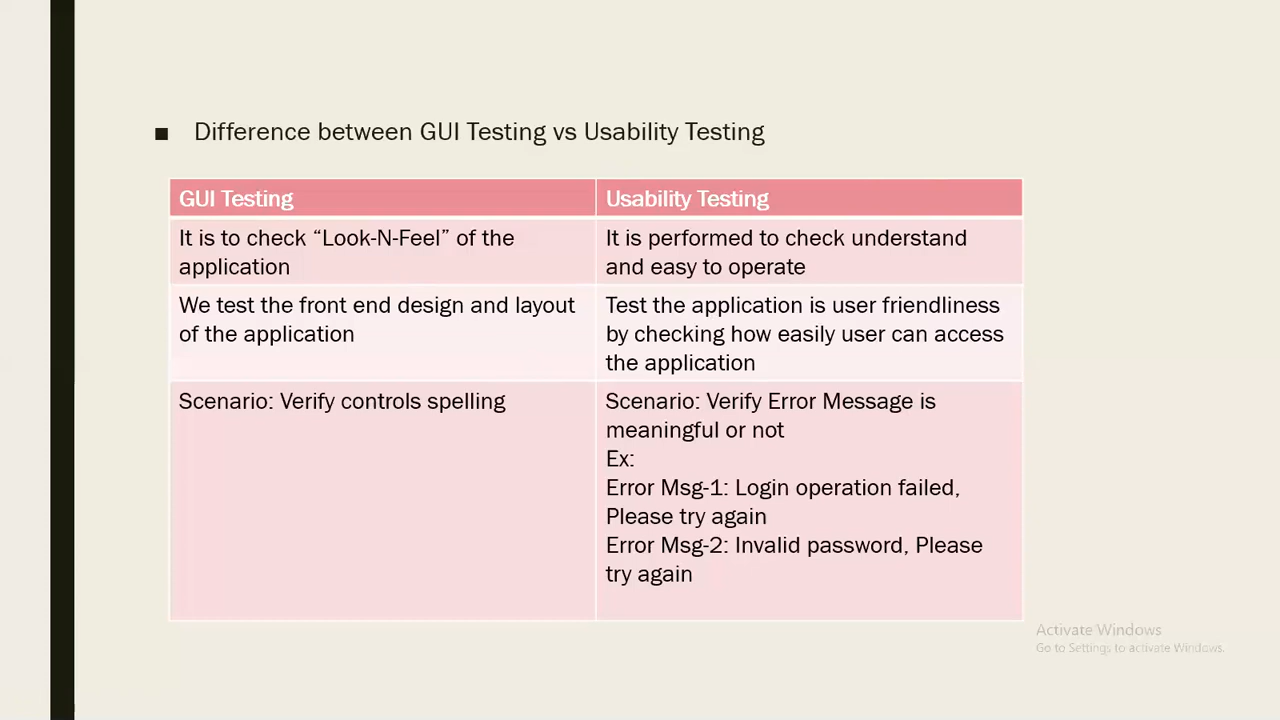 ■ Difference between GUI Testing vs Usability Testing
GUI Testing
Usability Testing
It is to check “Look-N-Feel” of the
application
It is performed to check understand
and easy to operate
We test the front end design and layout
of the application
Test the application is user friendliness
by checking how easily user can access
the application
Scenario: Verify controls spelling
Scenario: Verify Error Message is
meaningful or not
Ex:
Error Msg-1: Login operation failed,
Please try again
Error Msg-2: Invalid password, Please
try again
Activate Windows
Go to Settings to activate Windows.